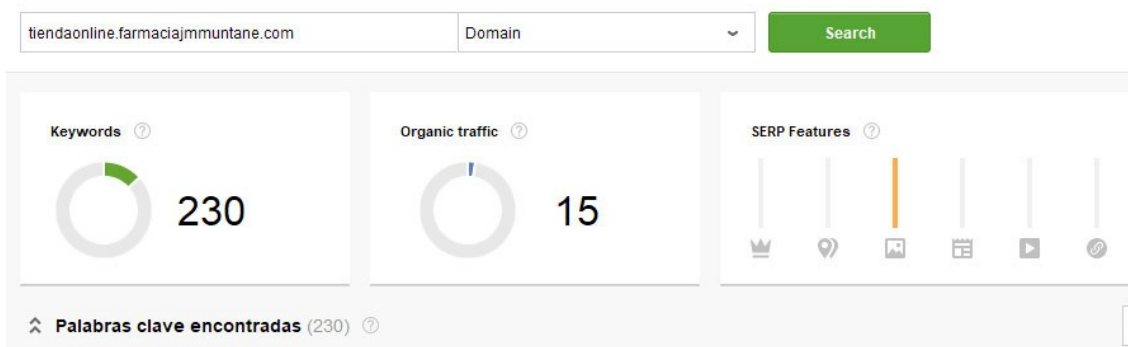 tiendaonline.farmaciajmmuntane.com Domain Search
Keywords ?
230
Organic traffic ?
15
SERP Features ?
Palabras clave encontradas (230) ?